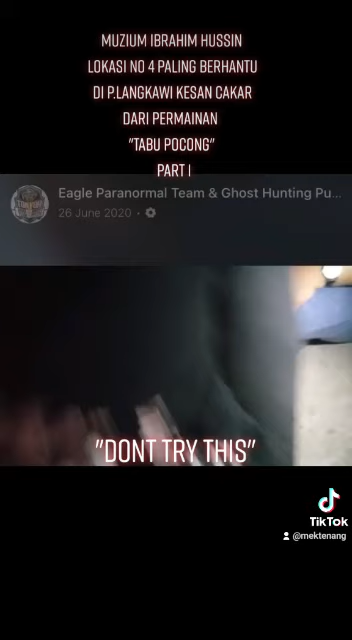 MUZIUM IBRAHIM HUSSIN
LOKASI NO 4 PALING BERHANTU
DI P.LANGKAWI KESAN CAKAR
DARI PERMAINAN
"TABU POCONG"
PART I
Eagle Paranormal Team & Ghost Hunting Pu...
26 June 2020 ·
"DONT TRY THIS"
TikTok
@mektenang